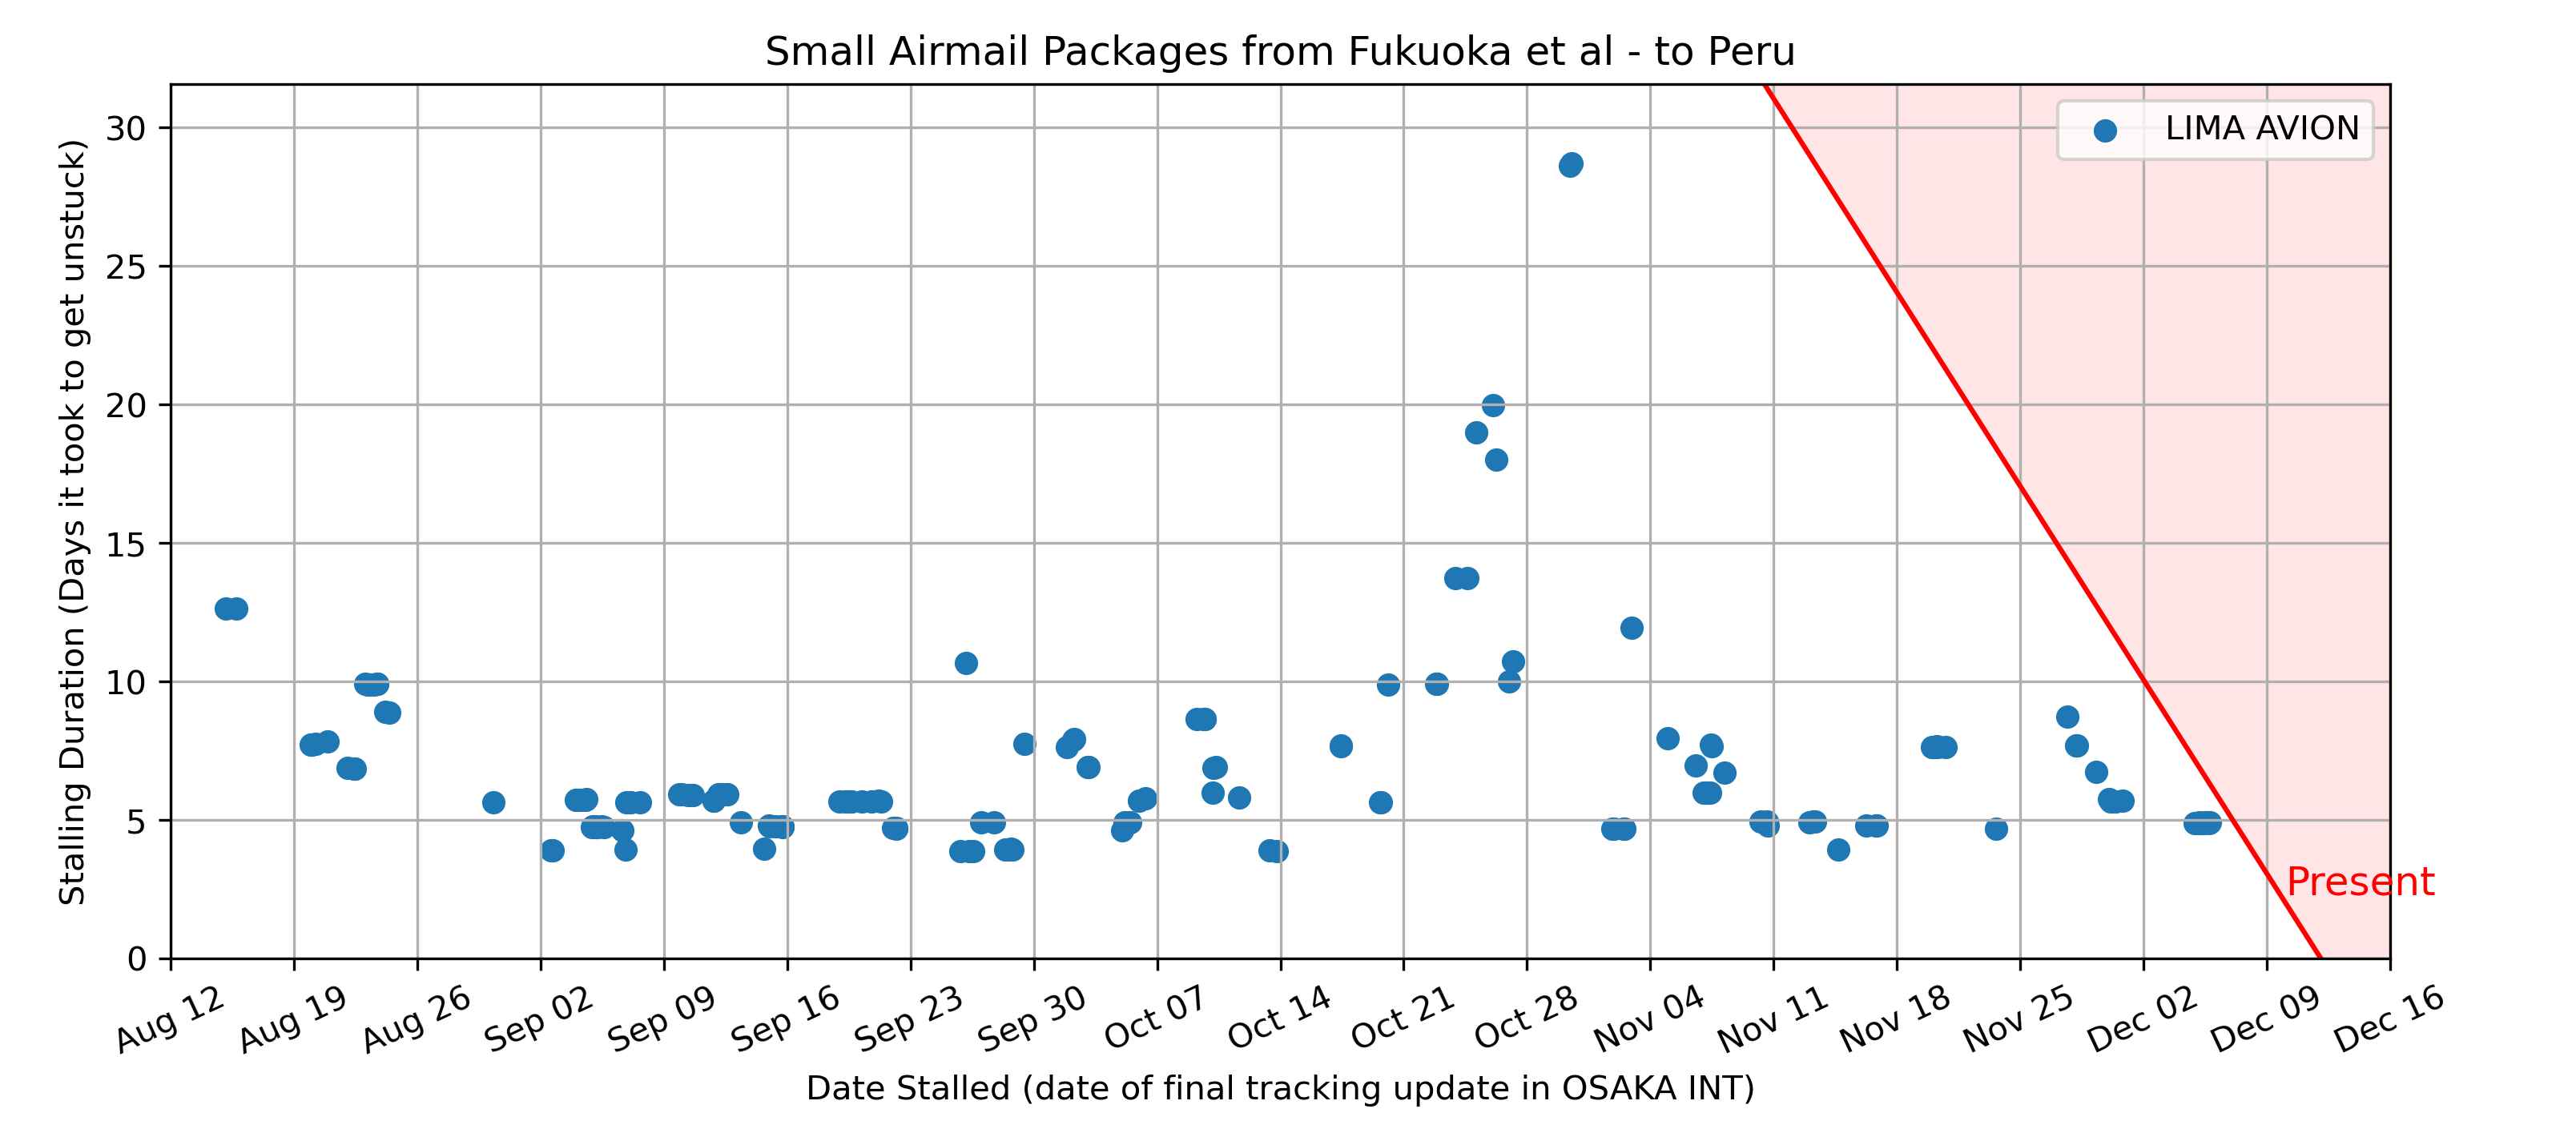 Small Airmail Packages from Fukuoka et al - to Peru
LIMA AVION
Stalling Duration (Days it took to get unstuck)
30
25
20
15
10
5
0
Present
Aug 12 Aug 19 Aug 26 Sep 02 Sep 09 Sep 16 Sep 23 Sep 30 Oct 07 Oct 14 Oct 21 Oct 28 Nov 04 Nov 11 Nov 18 Nov 25 Dec 02 Dec 09 Dec 16
Date Stalled (date of final tracking update in OSAKA INT)